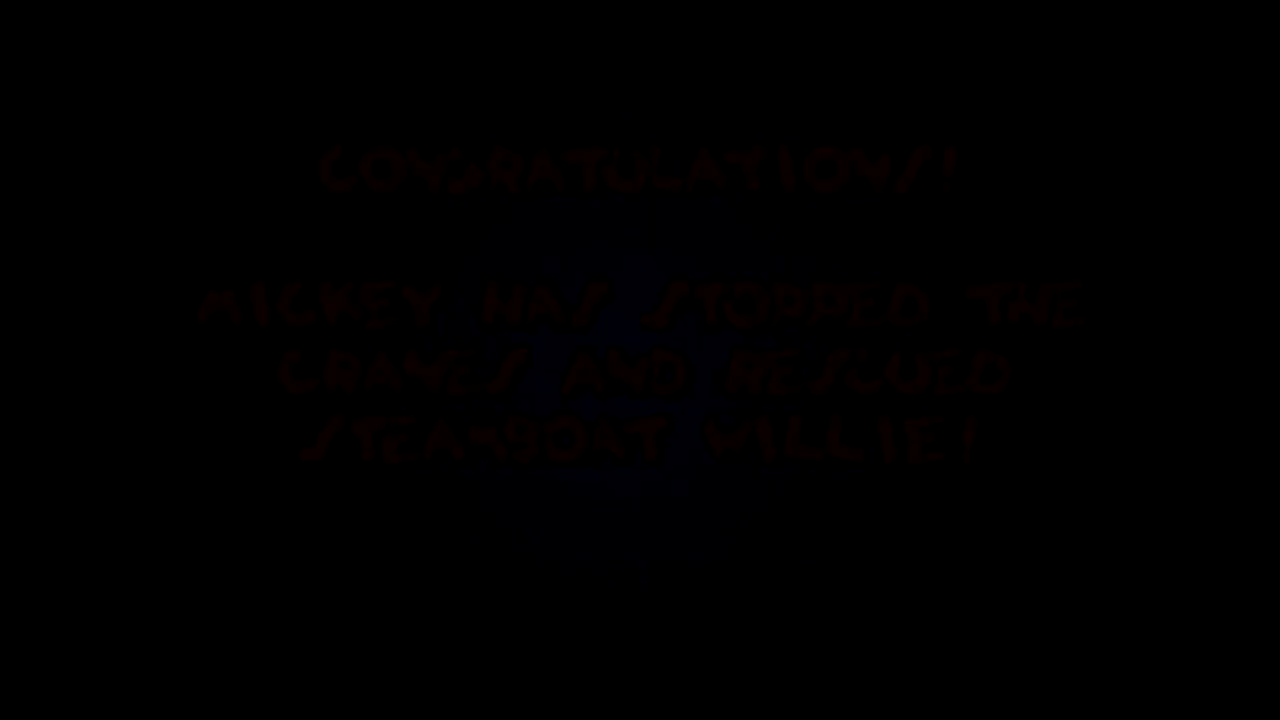 CONGRATULATIONS!
MICKEY HAS STOPPED THE
CRANES AND RESCUED
STEAMBOAT WILLIE!